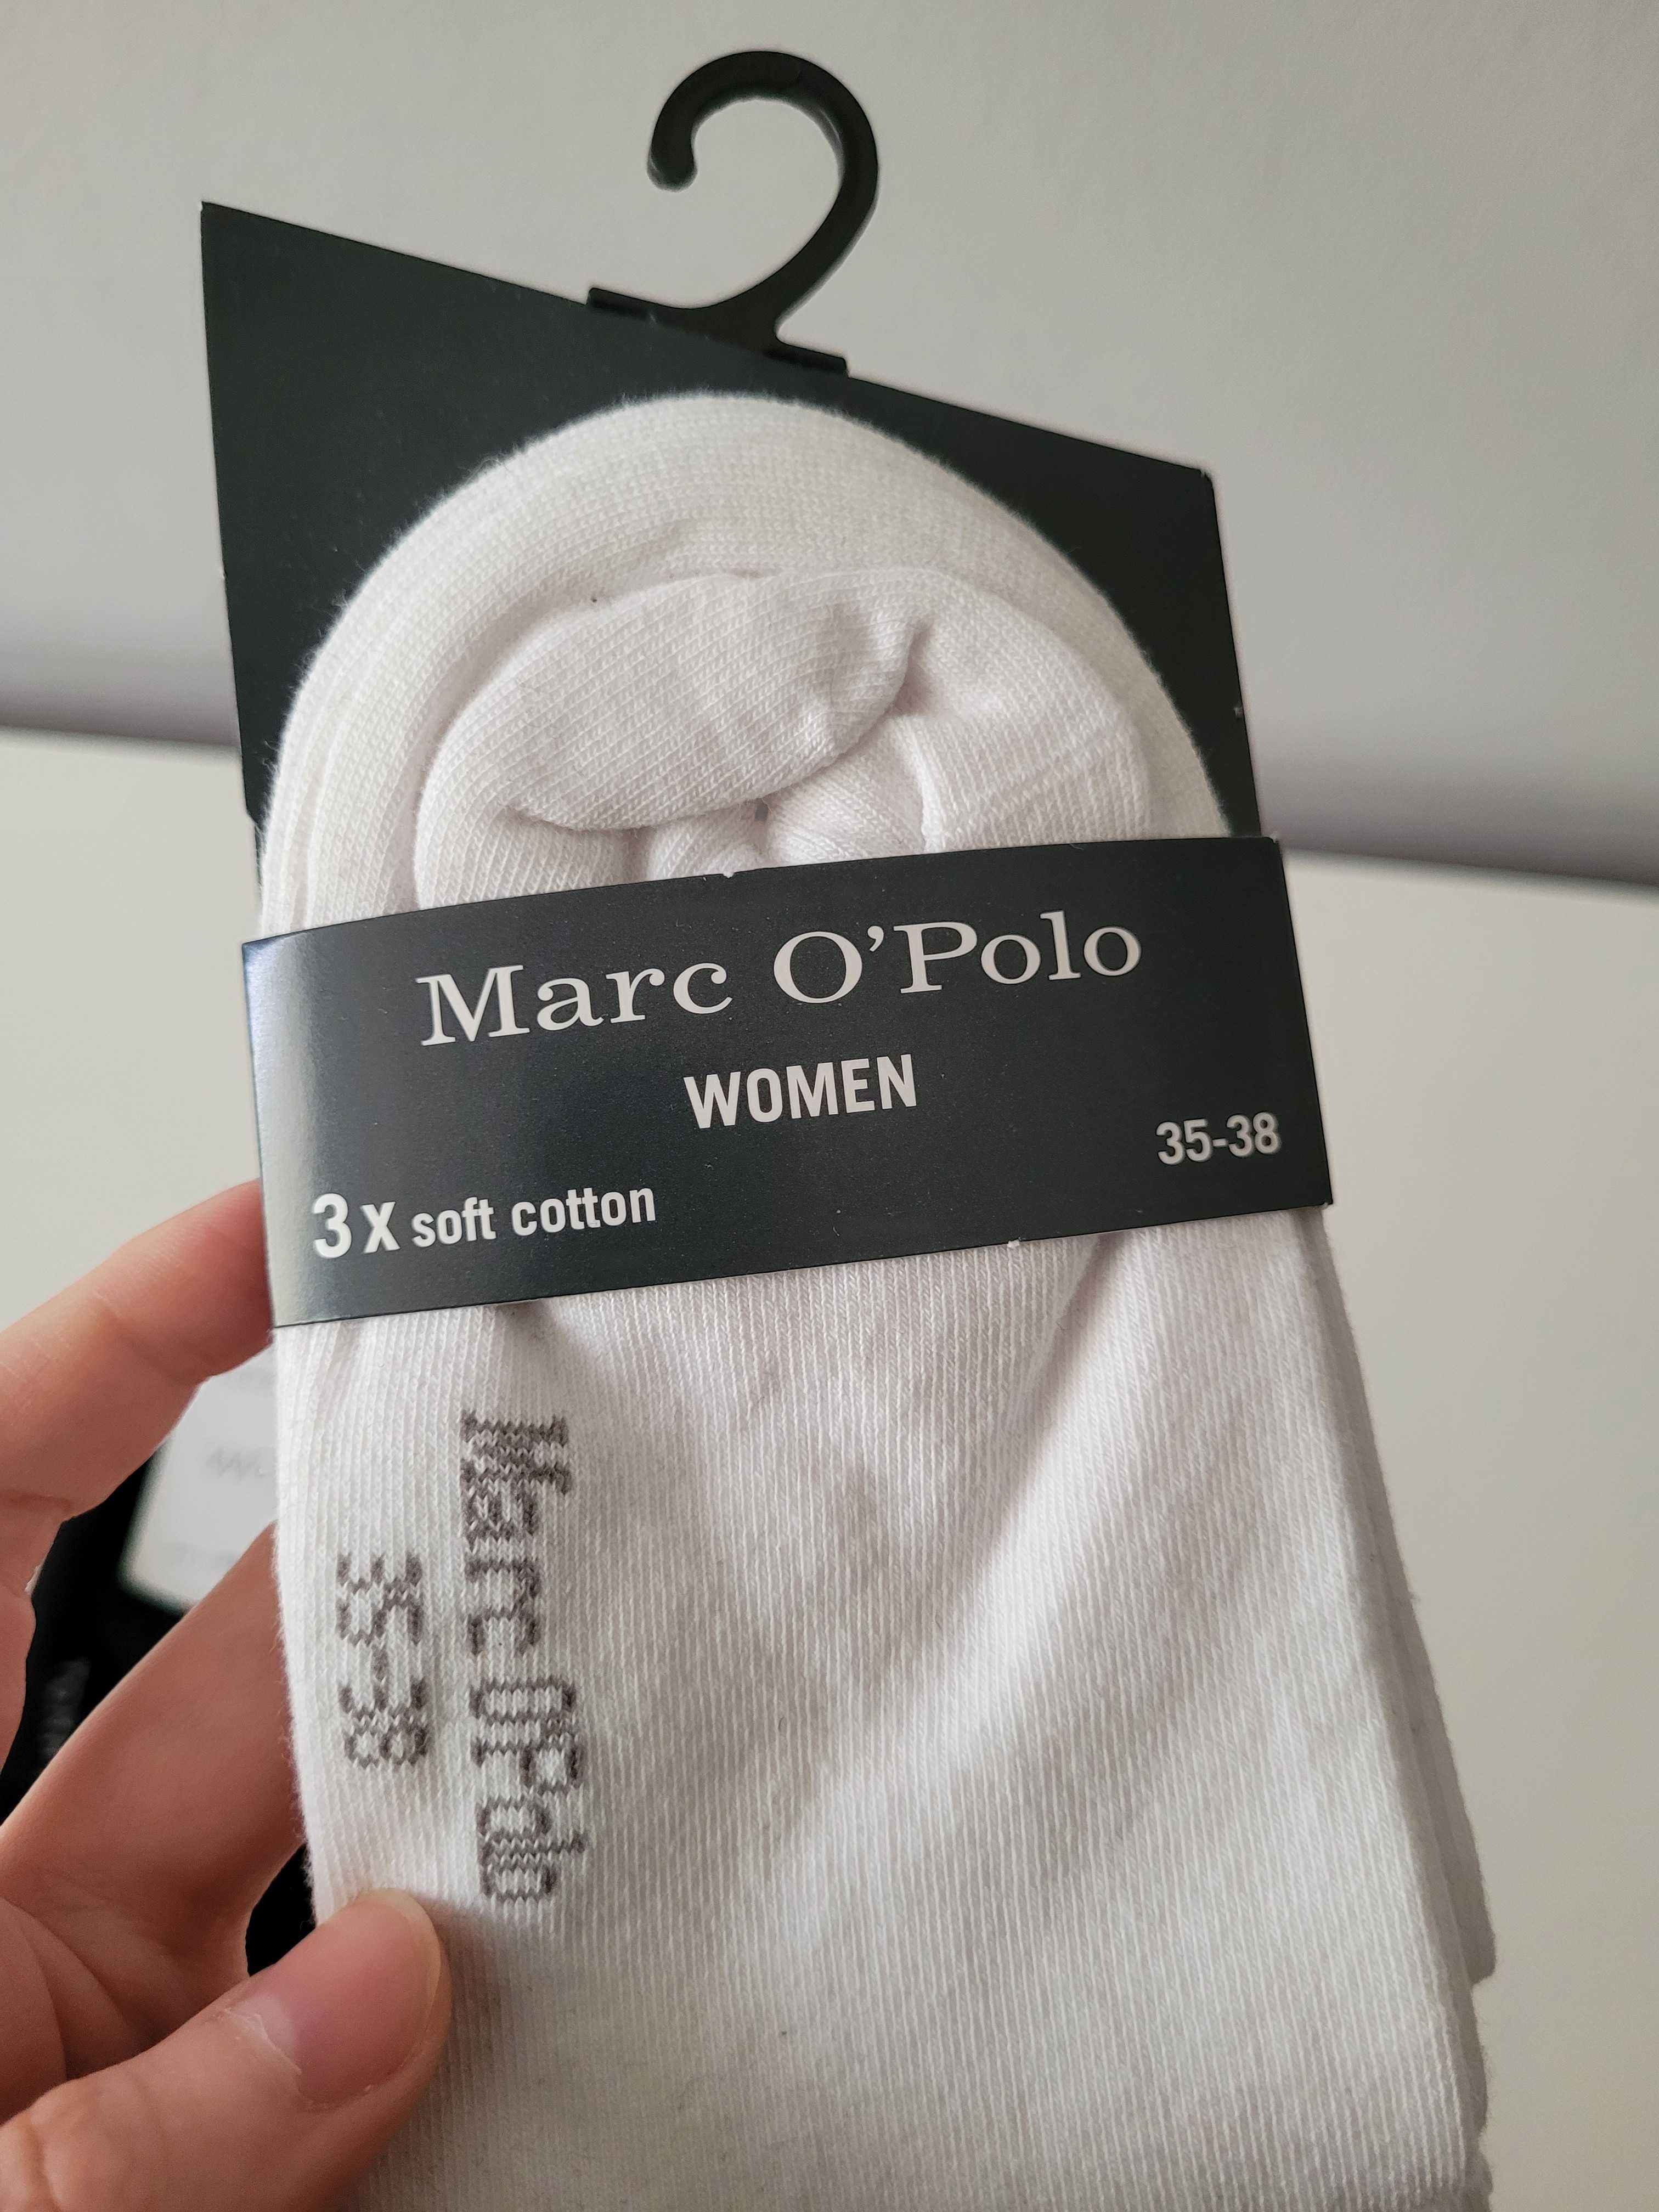 Marc O'Polo
WOMEN
35-38
3 x soft cotton
Marc O'Polo
35-38